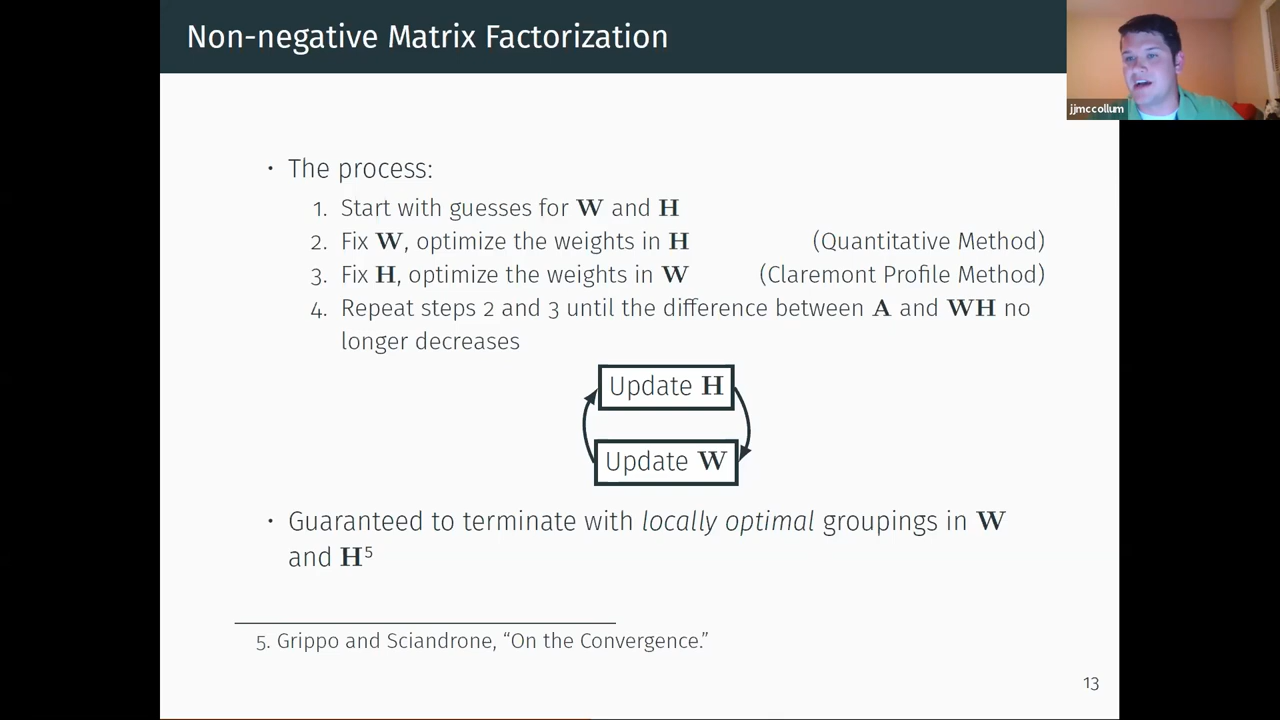 Non-negative Matrix Factorization
jjmccollum
· The process:
1. Start with guesses for W and H
2. Fix W, optimize the weights in H (Quantitative Method)
3. Fix H, optimize the weights in W (Claremont Profile Method)
4. Repeat steps 2 and 3 until the difference between A and WH no
longer decreases
Update H
Update W
· Guaranteed to terminate with locally optimal groupings in W
and H⁵
5. Grippo and Sciandrone, “On the Convergence.”
13